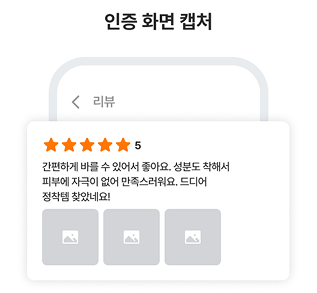 인증 화면 캡처
리뷰
5
간편하게 바를 수 있어서 좋아요. 성분도 착해서
피부에 자극이 없어 만족스러워요. 드디어
정착템 찾았네요!